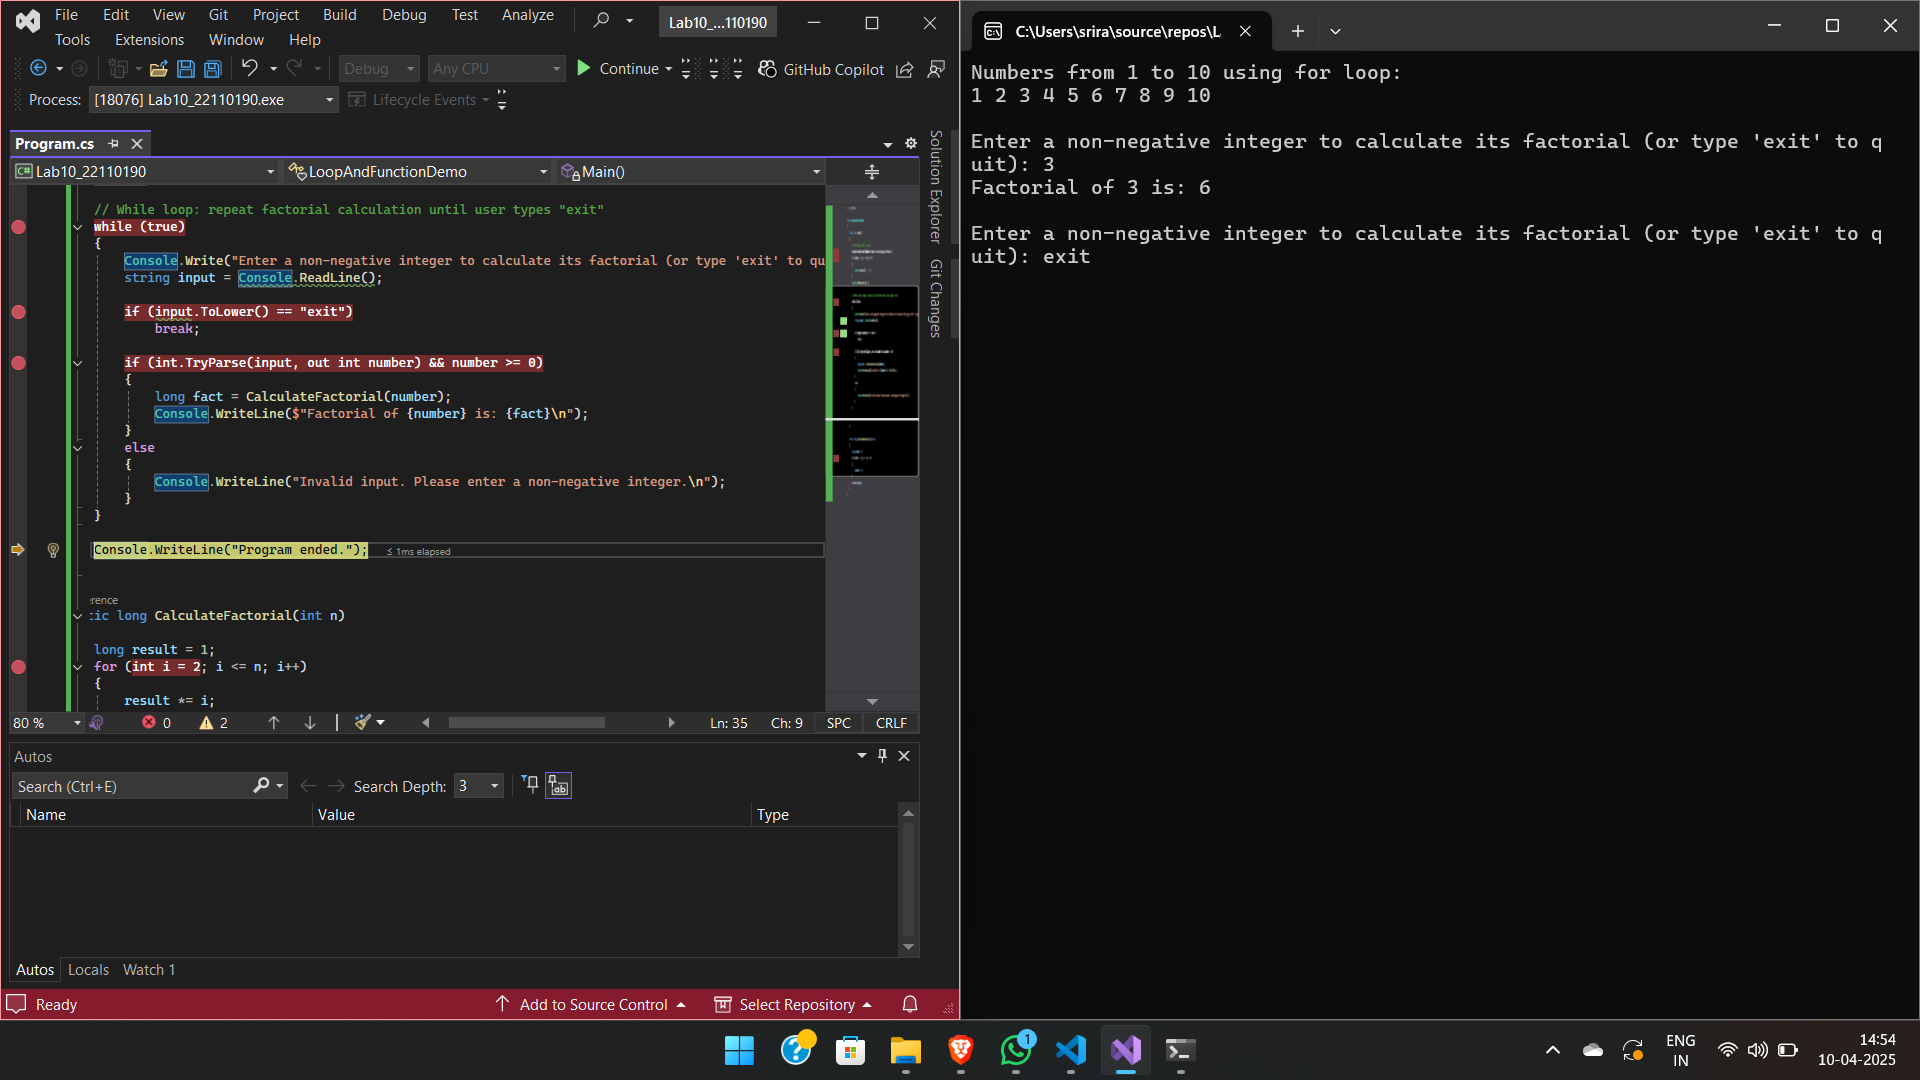 File Edit View Git Project Build Debug Test Analyze Lab10_...110190
Tools Extensions Window Help
Debug Any CPU Continue GitHub Copilot
Process: [18076] Lab10_22110190.exe Lifecycle Events
Program.cs
C# Lab10_22110190 LoopAndFunctionDemo Main()
// While loop: repeat factorial calculation until user types "exit"
while (true)
{
Console.Write("Enter a non-negative integer to calculate its factorial (or type 'exit' to qu
string input = Console.ReadLine();
if (input.ToLower() == "exit")
break;
if (int.TryParse(input, out int number) && number >= 0)
{
long fact = CalculateFactorial(number);
Console.WriteLine($"Factorial of {number} is: {fact}\n");
}
else
{
Console.WriteLine("Invalid input. Please enter a non-negative integer.\n");
}
}
Console.WriteLine("Program ended."); ≤ 1ms elapsed
erence
tic long CalculateFactorial(int n)
long result = 1;
for (int i = 2; i <= n; i++)
{
result *= i;
80 % 0 2 Ln: 35 Ch: 9 SPC CRLF
Solution Explorer
Git Changes
Autos
Search (Ctrl+E) Search Depth: 3
Name Value Type
Autos Locals Watch 1
Ready Add to Source Control Select Repository
C:\Users\srira\source\repos\L
Numbers from 1 to 10 using for loop:
1 2 3 4 5 6 7 8 9 10
Enter a non-negative integer to calculate its factorial (or type 'exit' to q
uit): 3
Factorial of 3 is: 6
Enter a non-negative integer to calculate its factorial (or type 'exit' to q
uit): exit
1
ENG
IN
14:54
10-04-2025